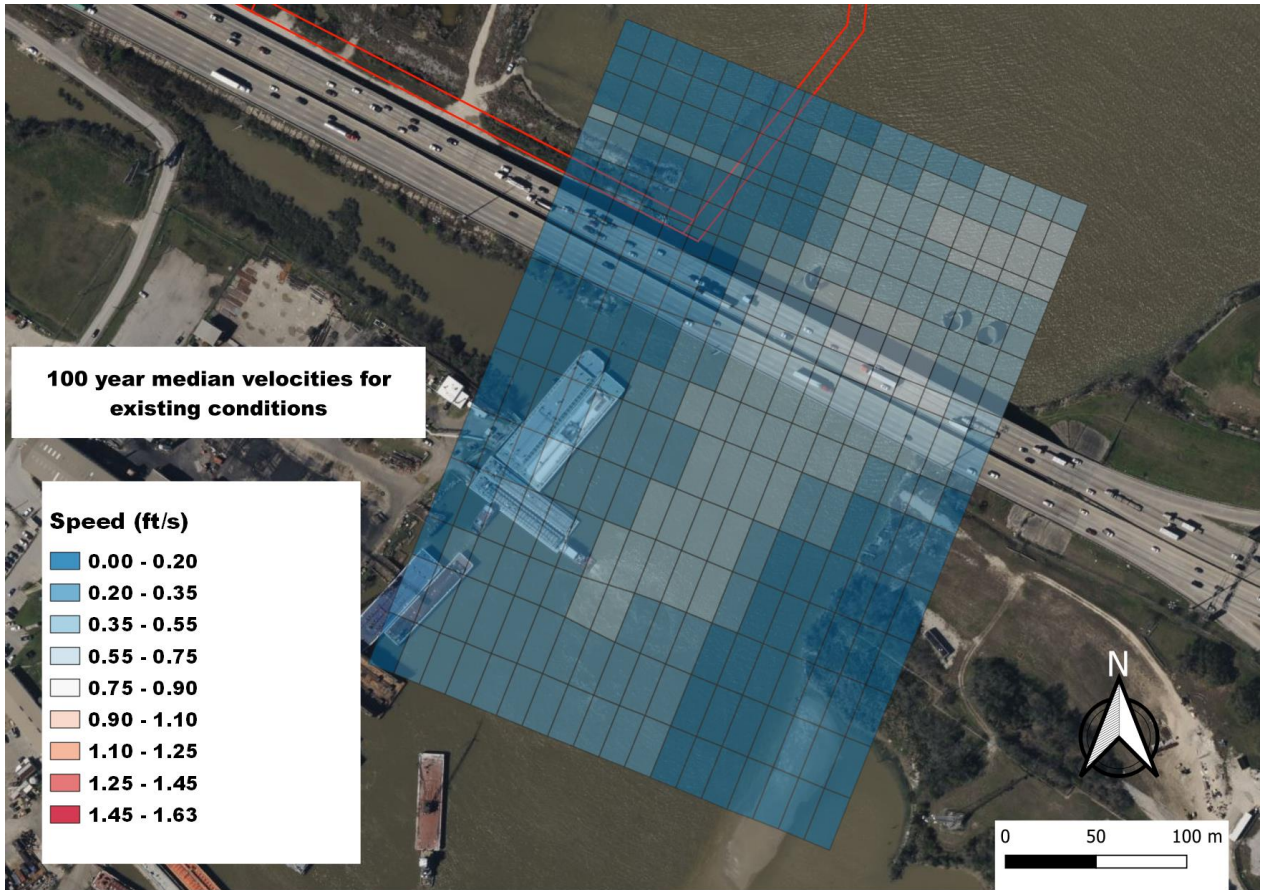 100 year median velocities for
existing conditions
Speed (ft/s)
0.00 - 0.20
0.20 - 0.35
0.35 - 0.55
0.55 - 0.75
0.75 - 0.90
0.90 - 1.10
1.10 - 1.25
1.25 - 1.45
1.45 - 1.63
N
0 50 100 m